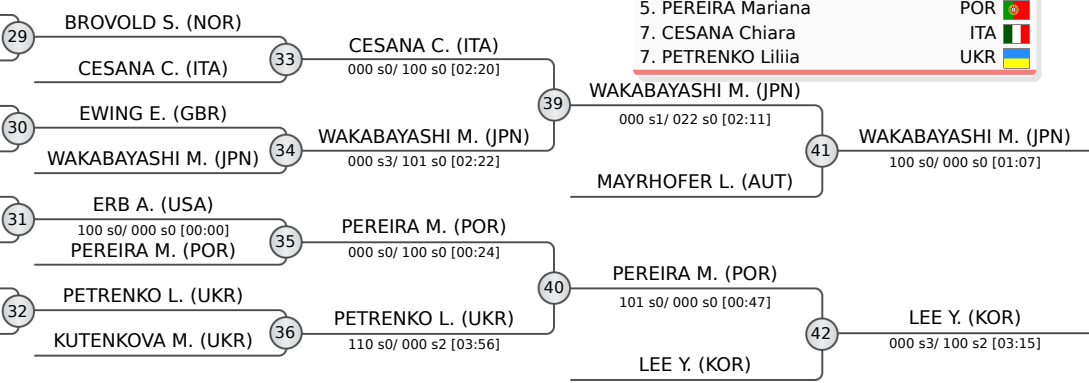 5. PEREIRA Mariana POR
7. CESANA Chiara ITA
7. PETRENKO Liliia UKR
29
BROVOLD S. (NOR)
CESANA C. (ITA)
33
CESANA C. (ITA)
000 s0/ 100 s0 [02:20]
30
EWING E. (GBR)
WAKABAYASHI M. (JPN)
34
WAKABAYASHI M. (JPN)
000 s3/ 101 s0 [02:22]
39
WAKABAYASHI M. (JPN)
000 s1/ 022 s0 [02:11]
MAYRHOFER L. (AUT)
41
WAKABAYASHI M. (JPN)
100 s0/ 000 s0 [01:07]
31
ERB A. (USA)
100 s0/ 000 s0 [00:00]
PEREIRA M. (POR)
35
PEREIRA M. (POR)
000 s0/ 100 s0 [00:24]
32
PETRENKO L. (UKR)
KUTENKOVA M. (UKR)
36
PETRENKO L. (UKR)
110 s0/ 000 s2 [03:56]
40
PEREIRA M. (POR)
101 s0/ 000 s0 [00:47]
LEE Y. (KOR)
42
LEE Y. (KOR)
000 s3/ 100 s2 [03:15]